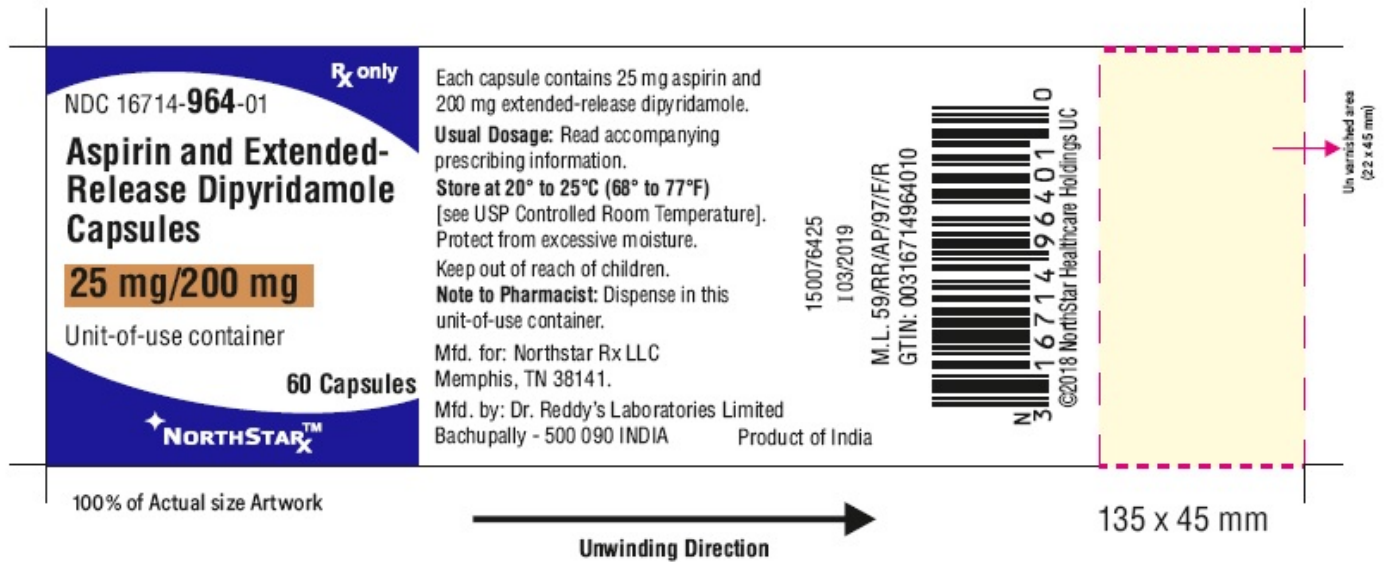 Rx only
NDC 16714-964-01
Aspirin and Extended-
Release Dipyridamole
Capsules
25 mg/200 mg
Unit-of-use container
60 Capsules
NORTHSTARx™
Each capsule contains 25 mg aspirin and
200 mg extended-release dipyridamole.
Usual Dosage: Read accompanying
prescribing information.
Store at 20° to 25°C (68° to 77°F)
[see USP Controlled Room Temperature].
Protect from excessive moisture.
Keep out of reach of children.
Note to Pharmacist: Dispense in this
unit-of-use container.
Mfd. for: Northstar Rx LLC
Memphis, TN 38141.
Mfd. by: Dr. Reddy's Laboratories Limited
Bachupally - 500 090 INDIA
Product of India
150076425
I 03/2019
M.L. 59/RR/AP/97/F/R
GTIN: 00316714964010
N
3 16714 96401 0
©2018 NorthStar Healthcare Holdings UC
Unvarnished area
(22 x 45 mm)
100% of Actual size Artwork
Unwinding Direction
135 x 45 mm